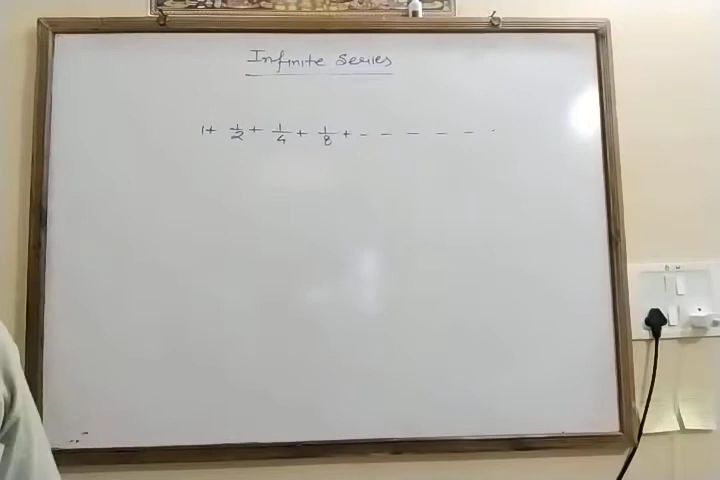 Infinite Series
1 + 1/2 + 1/4 + 1/8 + - - - - - -